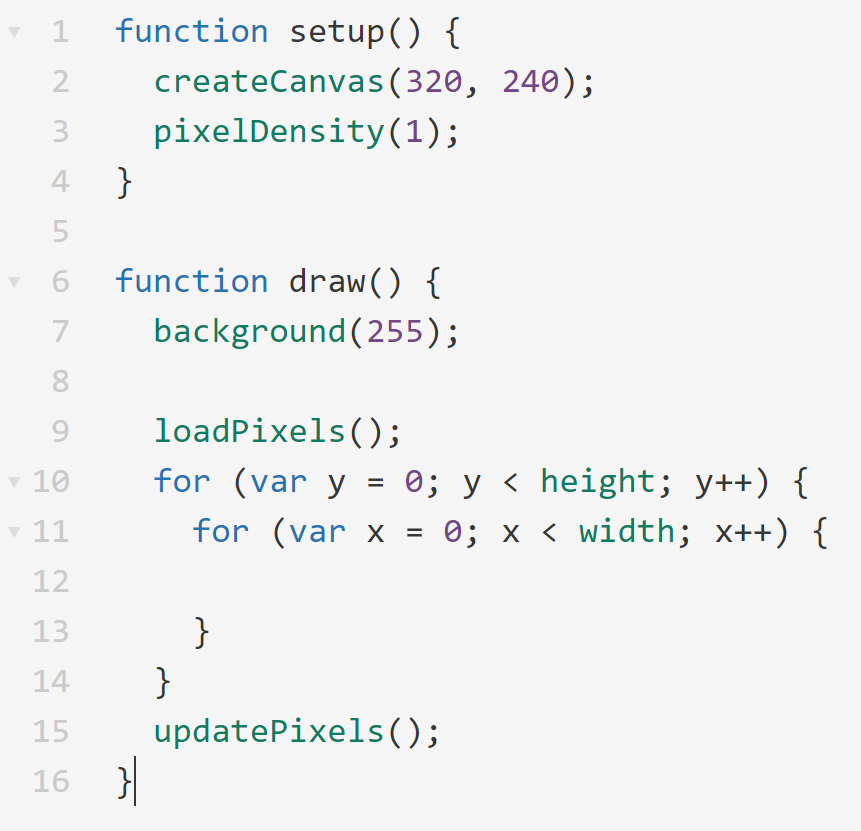 1 function setup() {
2 createCanvas(320, 240);
3 pixelDensity(1);
4 }
5
6 function draw() {
7 background(255);
8
9 loadPixels();
10 for (var y = 0; y < height; y++) {
11 for (var x = 0; x < width; x++) {
12
13 }
14 }
15 updatePixels();
16 }